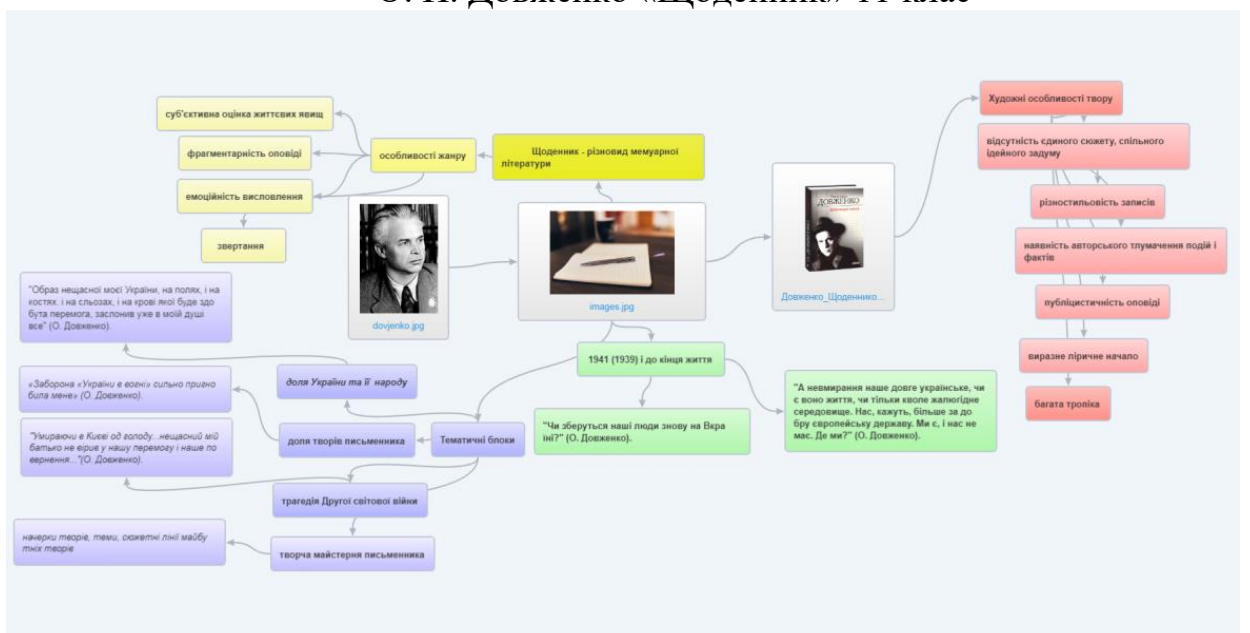 О. П. Довженко «Щоденник» 11 клас
суб'єктивна оцінка життєвих явищ
фрагментарність оповіді
емоційність висловлення
звертання
особливості жанру
Щоденник - різновид мемуарної
літератури
dovjenko.jpg
images.jpg
ДОВЖЕНКО
Довженко_Щоденнико...
Художні особливості твору
відсутність єдиного сюжету, спільного
ідейного задуму
різностильовість записів
наявність авторського тлумачення подій і
фактів
публіцистичність оповіді
виразне ліричне начало
багата тропіка
1941 (1939) і до кінця життя
"Чи зберуться наші люди знову на Вкра
їні?" (О. Довженко).
"А невмирання наше довге українське, чи
є воно життя, чи тільки кволе жалюгідне
середовище. Нас, кажуть, більше за до
бру європейську державу. Ми є, і нас не
має. Де ми?" (О. Довженко).
Тематичні блоки
доля України та її народу
"Образ нещасної моєї України, на полях, і на
костях. і на сльозах, і на крові якої буде здо
бута перемога, заслонив уже в моїй душі
все" (О. Довженко).
доля творів письменника
«Заборона «України в вогні» сильно пригно
била мене» (О. Довженко).
трагедія Другої світової війни
"Умираючи в Києві од голоду...нещасний мій
батько не вірив у нашу перемогу і наше по
вернення..."(О. Довженко).
творча майстерня письменника
начерки творів, теми, сюжетні лінії майбу
тніх творів